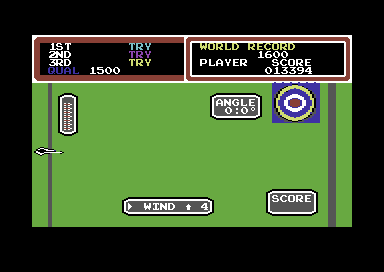 1ST TRY
2ND TRY
3RD TRY
QUAL 1500
WORLD RECORD
1600
PLAYER SCORE
013394
ANGLE
0:0°
WIND ↑ 4
SCORE